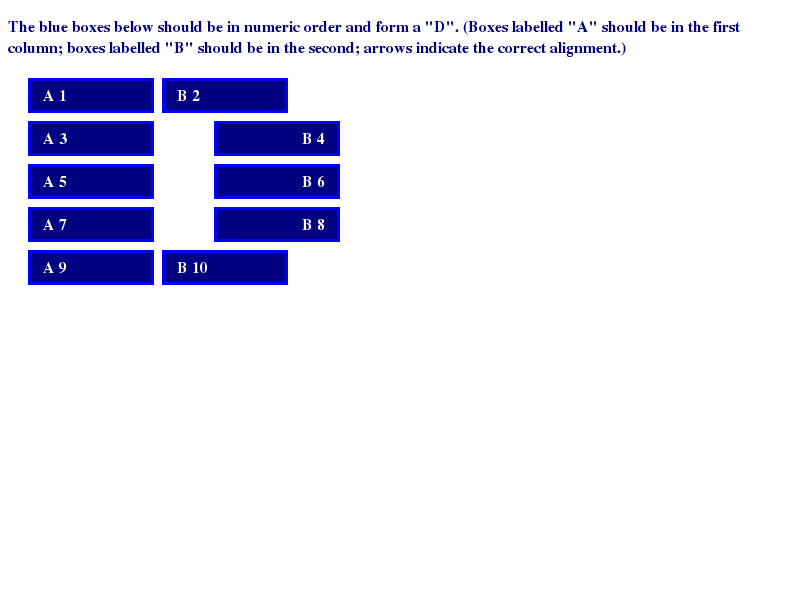 The blue boxes below should be in numeric order and form a "D". (Boxes labelled "A" should be in the first
column; boxes labelled "B" should be in the second; arrows indicate the correct alignment.)
A 1 B 2
A 3 B 4
A 5 B 6
A 7 B 8
A 9 B 10